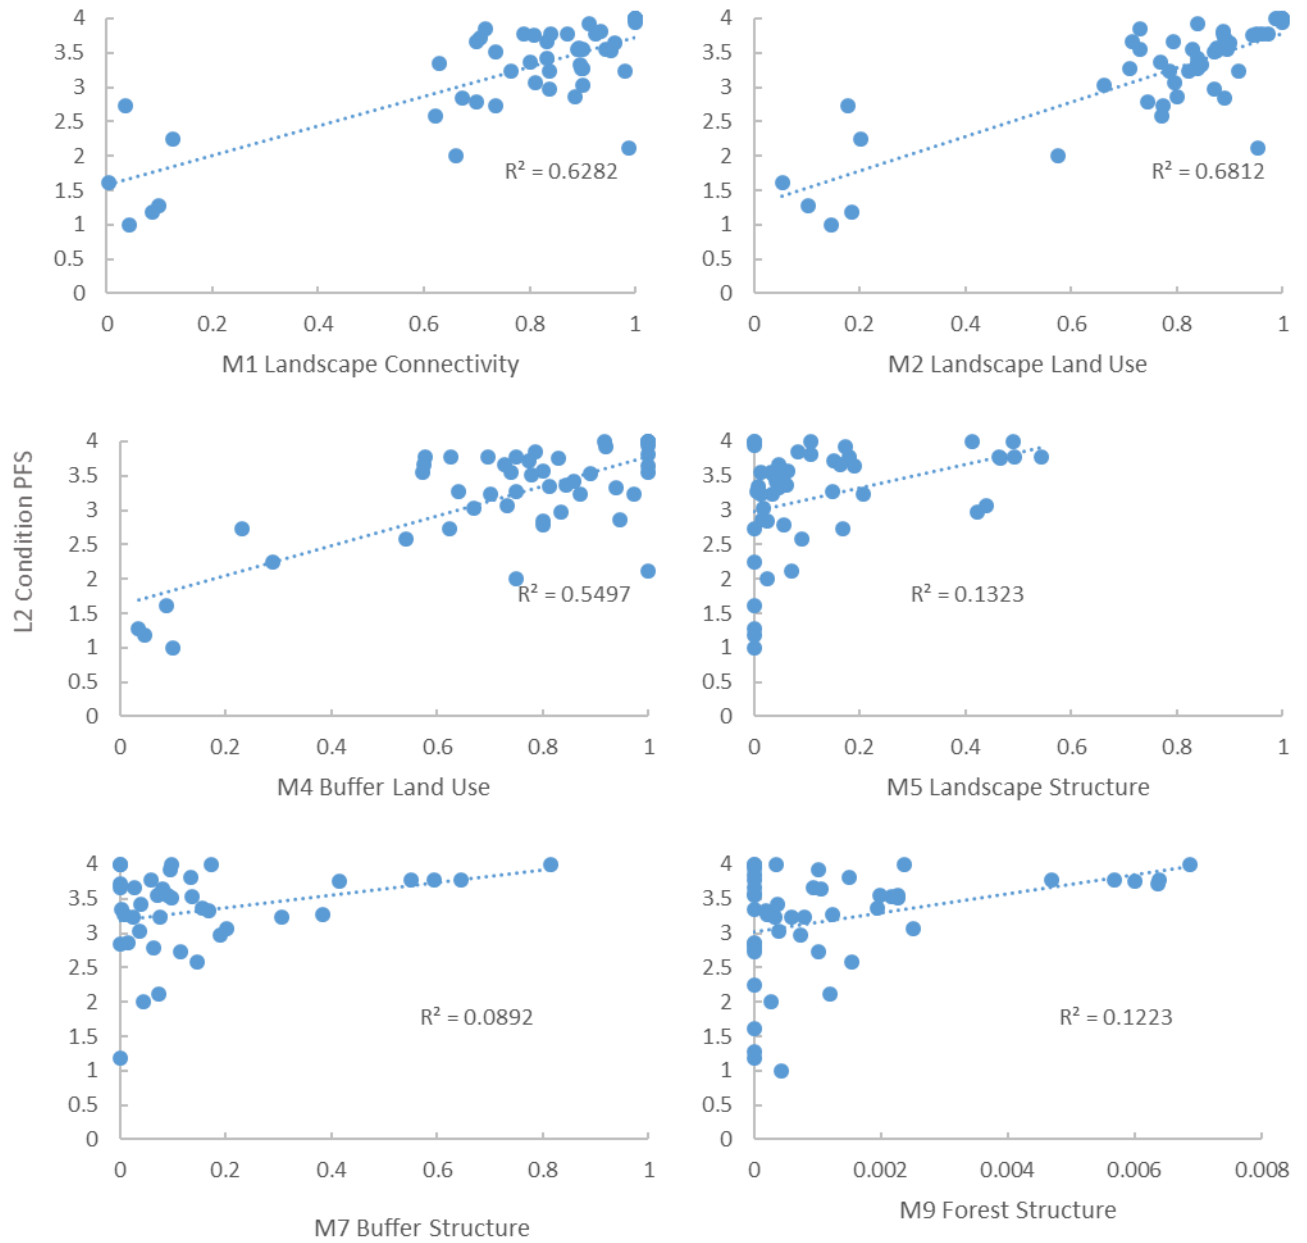 4
3.5
3
2.5
2
1.5
1
0.5
0
R² = 0.6282
0 0.2 0.4 0.6 0.8 1
M1 Landscape Connectivity
4
3.5
3
2.5
2
1.5
1
0.5
0
R² = 0.6812
0 0.2 0.4 0.6 0.8 1
M2 Landscape Land Use
L2 Condition PFS
4
3.5
3
2.5
2
1.5
1
0.5
0
R² = 0.5497
0 0.2 0.4 0.6 0.8 1
M4 Buffer Land Use
4
3.5
3
2.5
2
1.5
1
0.5
0
R² = 0.1323
0 0.2 0.4 0.6 0.8 1
M5 Landscape Structure
4
3.5
3
2.5
2
1.5
1
0.5
0
R² = 0.0892
0 0.2 0.4 0.6 0.8 1
M7 Buffer Structure
4
3.5
3
2.5
2
1.5
1
0.5
0
R² = 0.1223
0 0.002 0.004 0.006 0.008
M9 Forest Structure